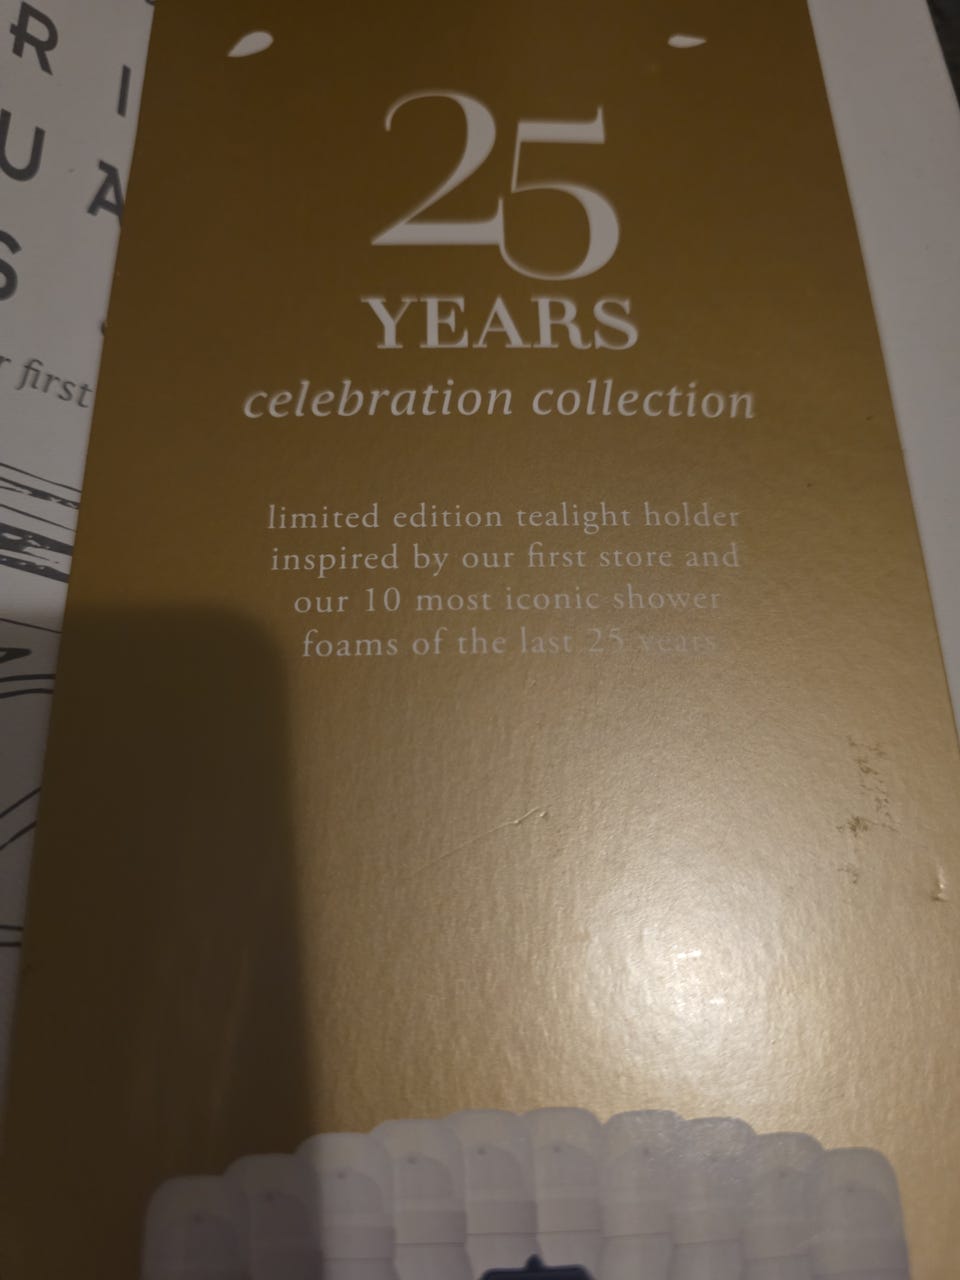 R I
U A
S
first
25
YEARS
celebration collection
limited edition tealight holder
inspired by our first store and
our 10 most iconic shower
foams of the last 25 years.